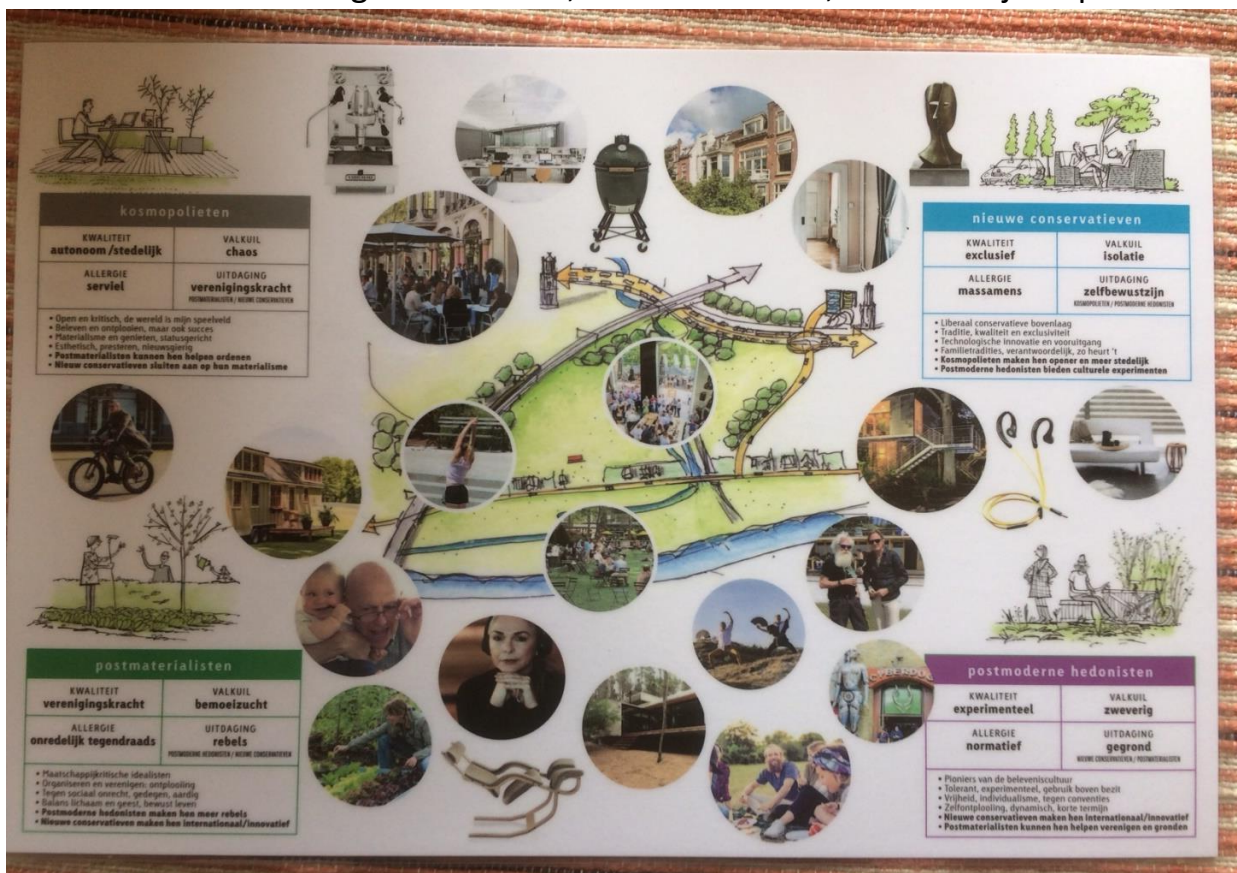 kosmopolieten
KWALITEIT
autonoom/stedelijk
VALKUIL
chaos
ALLERGIE
serviel
UITDAGING
verenigingskracht
POSTMATERIALISTEN / NIEUWE CONSERVATIEVEN
• Open en kritisch, de wereld is mijn speelveld
• Beleven en ontplooien, maar ook succes
• Materialisme en genieten, statusgericht
• Esthetisch, presteren, nieuwsgierig
• Postmaterialisten kunnen hen helpen ordenen
• Nieuw conservatieven sluiten aan op hun materialisme
nieuwe conservatieven
KWALITEIT
exclusief
VALKUIL
isolatie
ALLERGIE
massamens
UITDAGING
zelfbewustzijn
KOSMOPOLIETEN / POSTMODERNE HEDONISTEN
• Liberaal conservatieve bovenlaag
• Traditie, kwaliteit en exclusiviteit
• Technologische innovatie en vooruitgang
• Familietradities, verantwoordelijk, zo heurt 't
• Kosmopolieten maken hen opener en meer stedelijk
• Postmoderne hedonisten bieden culturele experimenten
postmaterialisten
KWALITEIT
verenigingskracht
VALKUIL
bemoeizucht
ALLERGIE
onredelijk tegendraads
UITDAGING
rebels
POSTMODERNE HEDONISTEN / NIEUWE CONSERVATIEVEN
• Maatschappijkritische idealisten
• Organiseren en verenigen: ontplooiing
• Tegen sociaal onrecht, gedegen, aardig
• Balans lichaam en geest, bewust leven
• Postmoderne hedonisten maken hen meer rebels
• Nieuwe conservatieven maken hen internationaal/innovatief
postmoderne hedonisten
KWALITEIT
experimenteel
VALKUIL
zweverig
ALLERGIE
normatief
UITDAGING
gegrond
NIEUWE CONSERVATIEVEN / POSTMATERIALISTEN
• Pioniers van de beleveniscultuur
• Tolerant, experimenteel, gebruik boven bezit
• Vrijheid, individualisme, tegen conventies
• Zelfontplooiing, dynamisch, korte termijn
• Nieuwe conservatieven maken hen internationaal/innovatief
• Postmaterialisten kunnen hen helpen verenigen en gronden